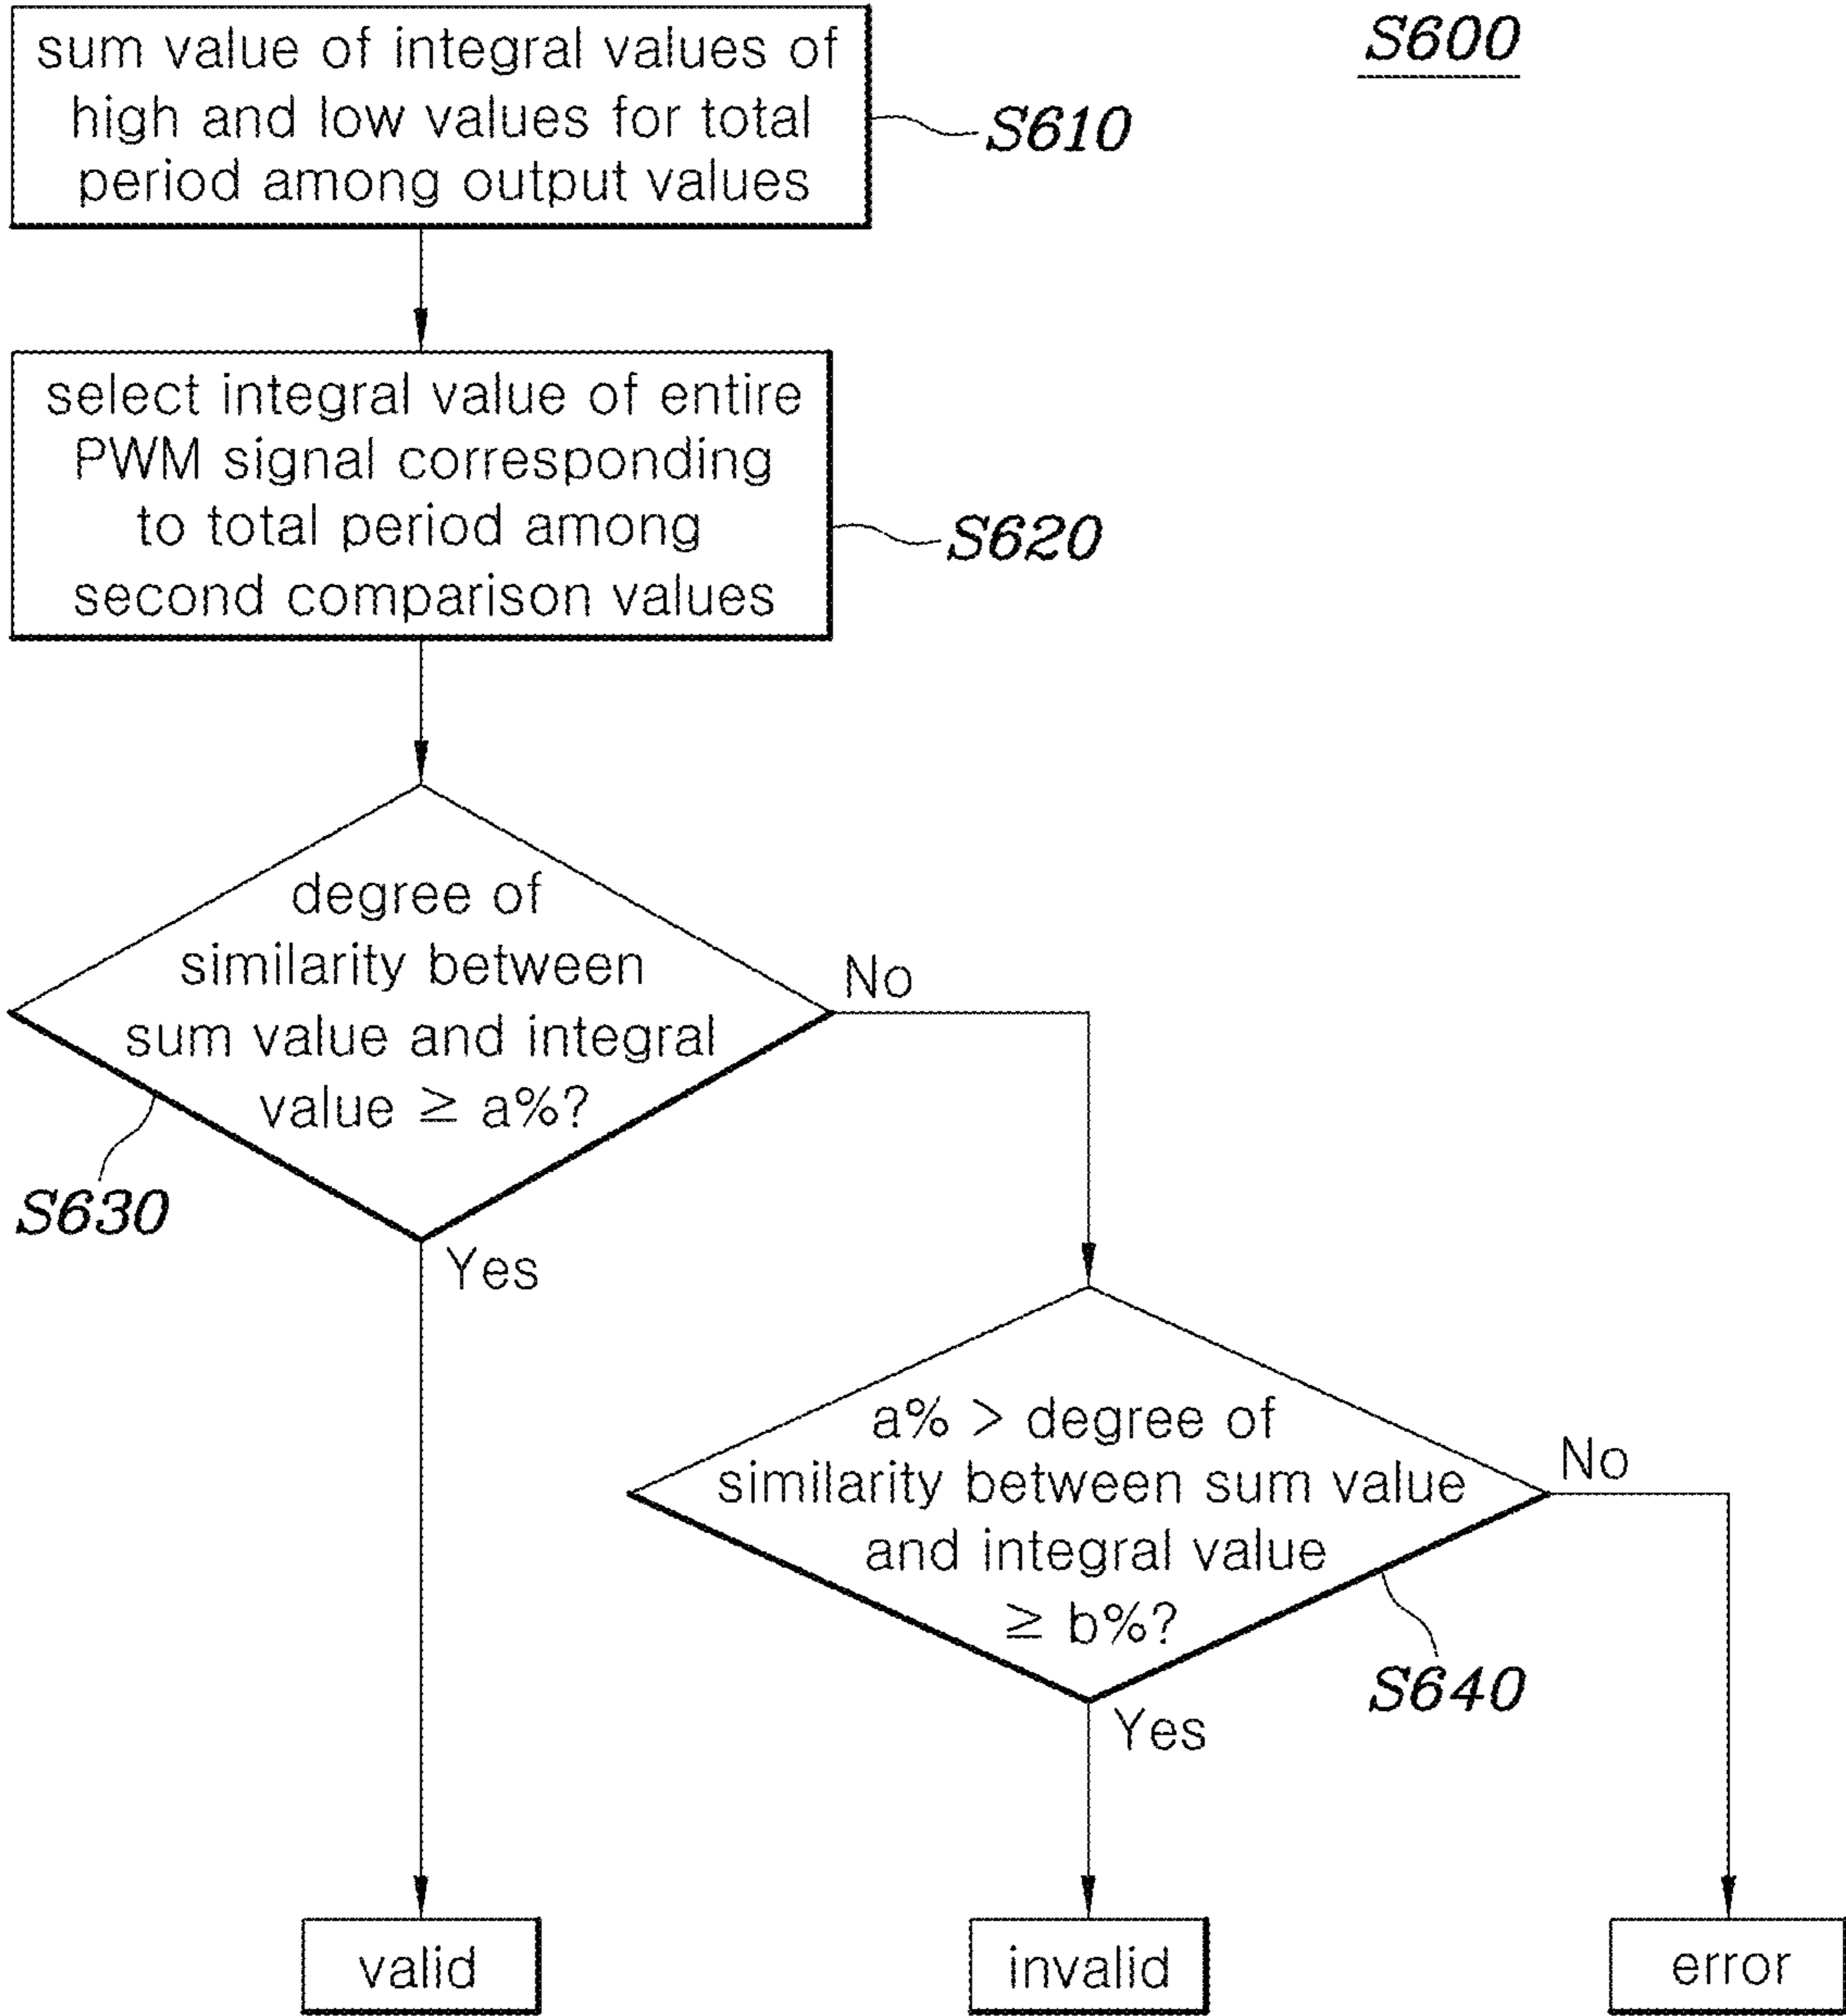 S600
sum value of integral values of
high and low values for total
period among output values
S610
select integral value of entire
PWM signal corresponding
to total period among
second comparison values
S620
degree of
similarity between
sum value and integral
value ≥ a%?
No
S630
Yes
a% > degree of
similarity between sum value
and integral value
≥ b%?
No
S640
Yes
valid
invalid
error